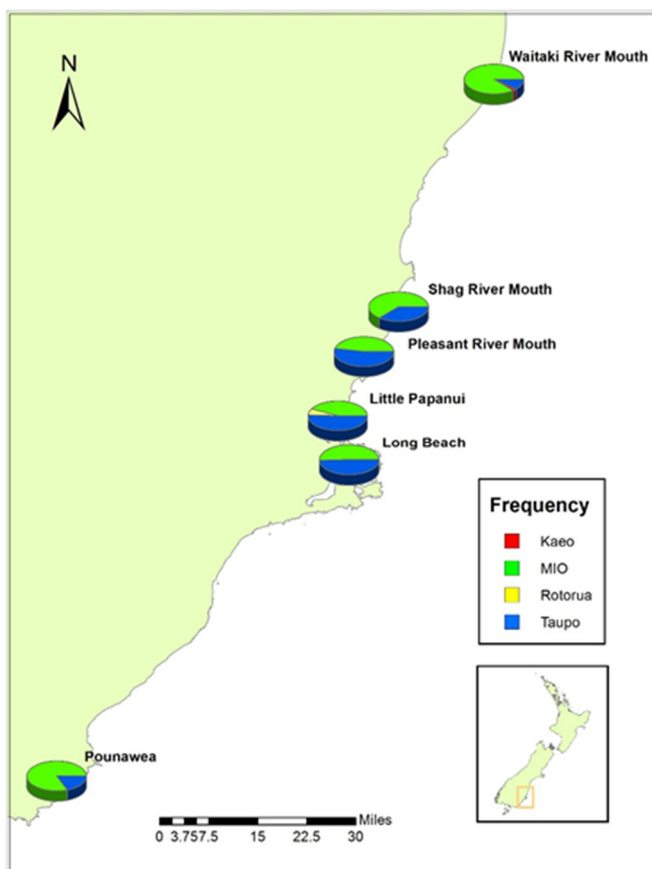 Waitaki River Mouth
N
Shag River Mouth
Pleasant River Mouth
Little Papanui
Long Beach
Frequency
Kaeo
MIO
Rotorua
Taupo
Pounawea
Miles
0 3.757.5 15 22.5 30